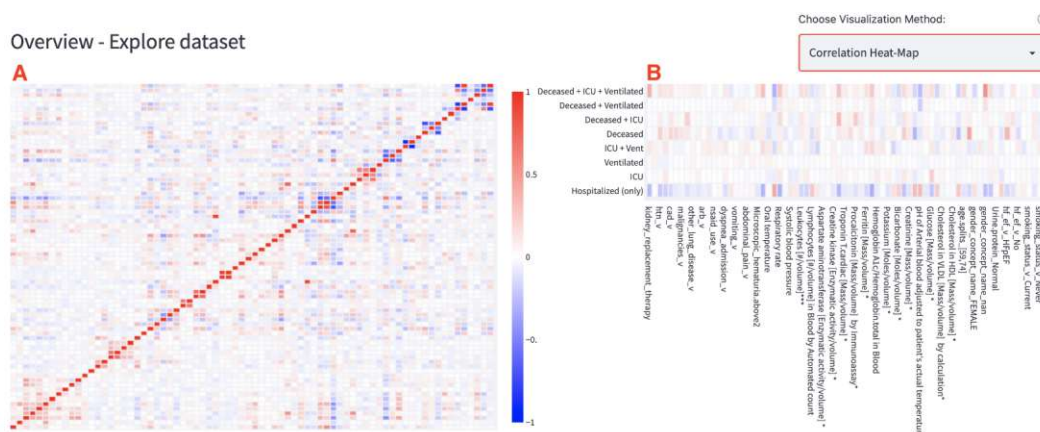 Choose Visualization Method:
Overview - Explore dataset
Correlation Heat-Map
A
B
1
0.5
0
−0.
−1
Deceased + ICU + Ventilated
Deceased + Ventilated
Deceased + ICU
Deceased
ICU + Vent
Ventilated
ICU
Hospitalized (only)
kidney_replacement_therapy
htn_v
cad_v
malignancies_v
other_lung_disease_v
arb_v
nsaid_use_v
dyspnea_admission_v
vomiting_v
abdominal_pain_v
Microscopic_hematuria.above2
Oral temperature
Respiratory rate
Systolic blood pressure
Leukocytes [#/volume] ****
Lymphocytes [#/volume] in Blood by Automated count
Aspartate aminotransferase [Enzymatic activity/volume] *
Creatine kinase [Enzymatic activity/volume] *
Troponin T.cardiac [Mass/volume] *
Procalcitonin [Mass/volume] by immunoassay*
Ferritin [Mass/volume] *
Hemoglobin A1c/Hemoglobin.total in Blood
Potassium [Moles/volume] *
Bicarbonate [Moles/volume] *
Creatinine [Mass/volume] *
pH of Arterial blood adjusted to patient's actual temperature
Glucose [Mass/volume] *
Cholesterol in VLDL [Mass/volume] by calculation*
Cholesterol in HDL [Mass/volume] *
age.splits_[59,74]
gender_concept_name_FEMALE
gender_concept_name_nan
Urine.protein_Normal
hf_ef_v_HFpEF
hf_ef_v_No
smoking_status_v_Current
smoking_status_v_Never